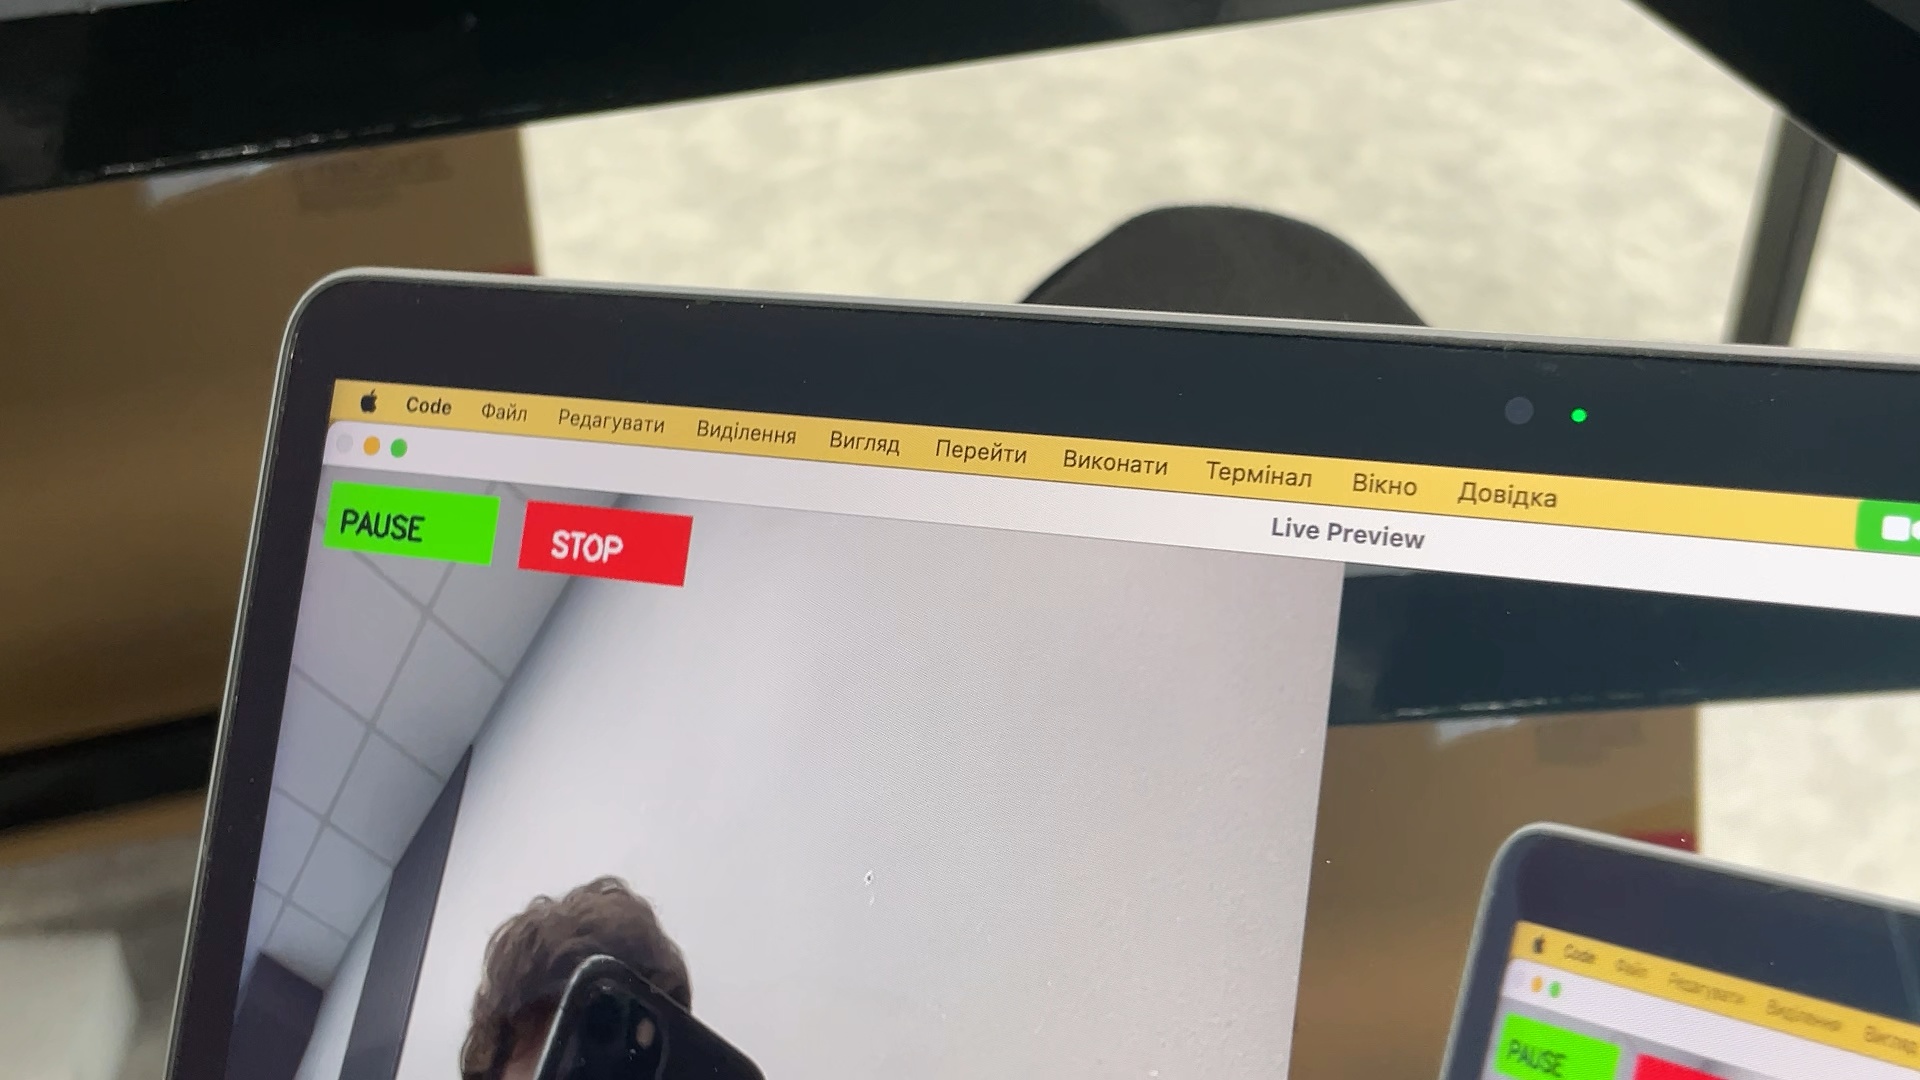 Code Файл Редагувати Виділення Вигляд Перейти Виконати Термінал Вікно Довідка
Live Preview
PAUSE STOP
Code Файл Редагувати Виділення Вигляд
PAUSE